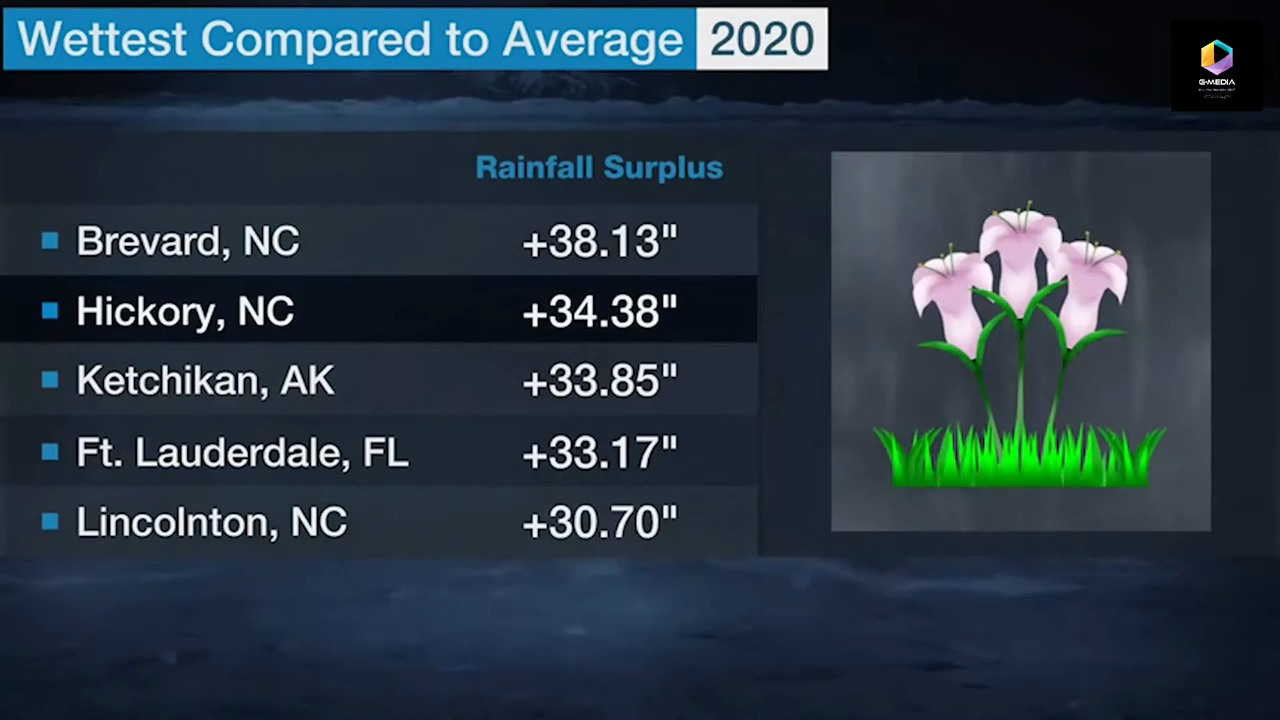 Wettest Compared to Average 2020
G-MEDIA
Rainfall Surplus
Brevard, NC +38.13"
Hickory, NC +34.38"
Ketchikan, AK +33.85"
Ft. Lauderdale, FL +33.17"
Lincolnton, NC +30.70"